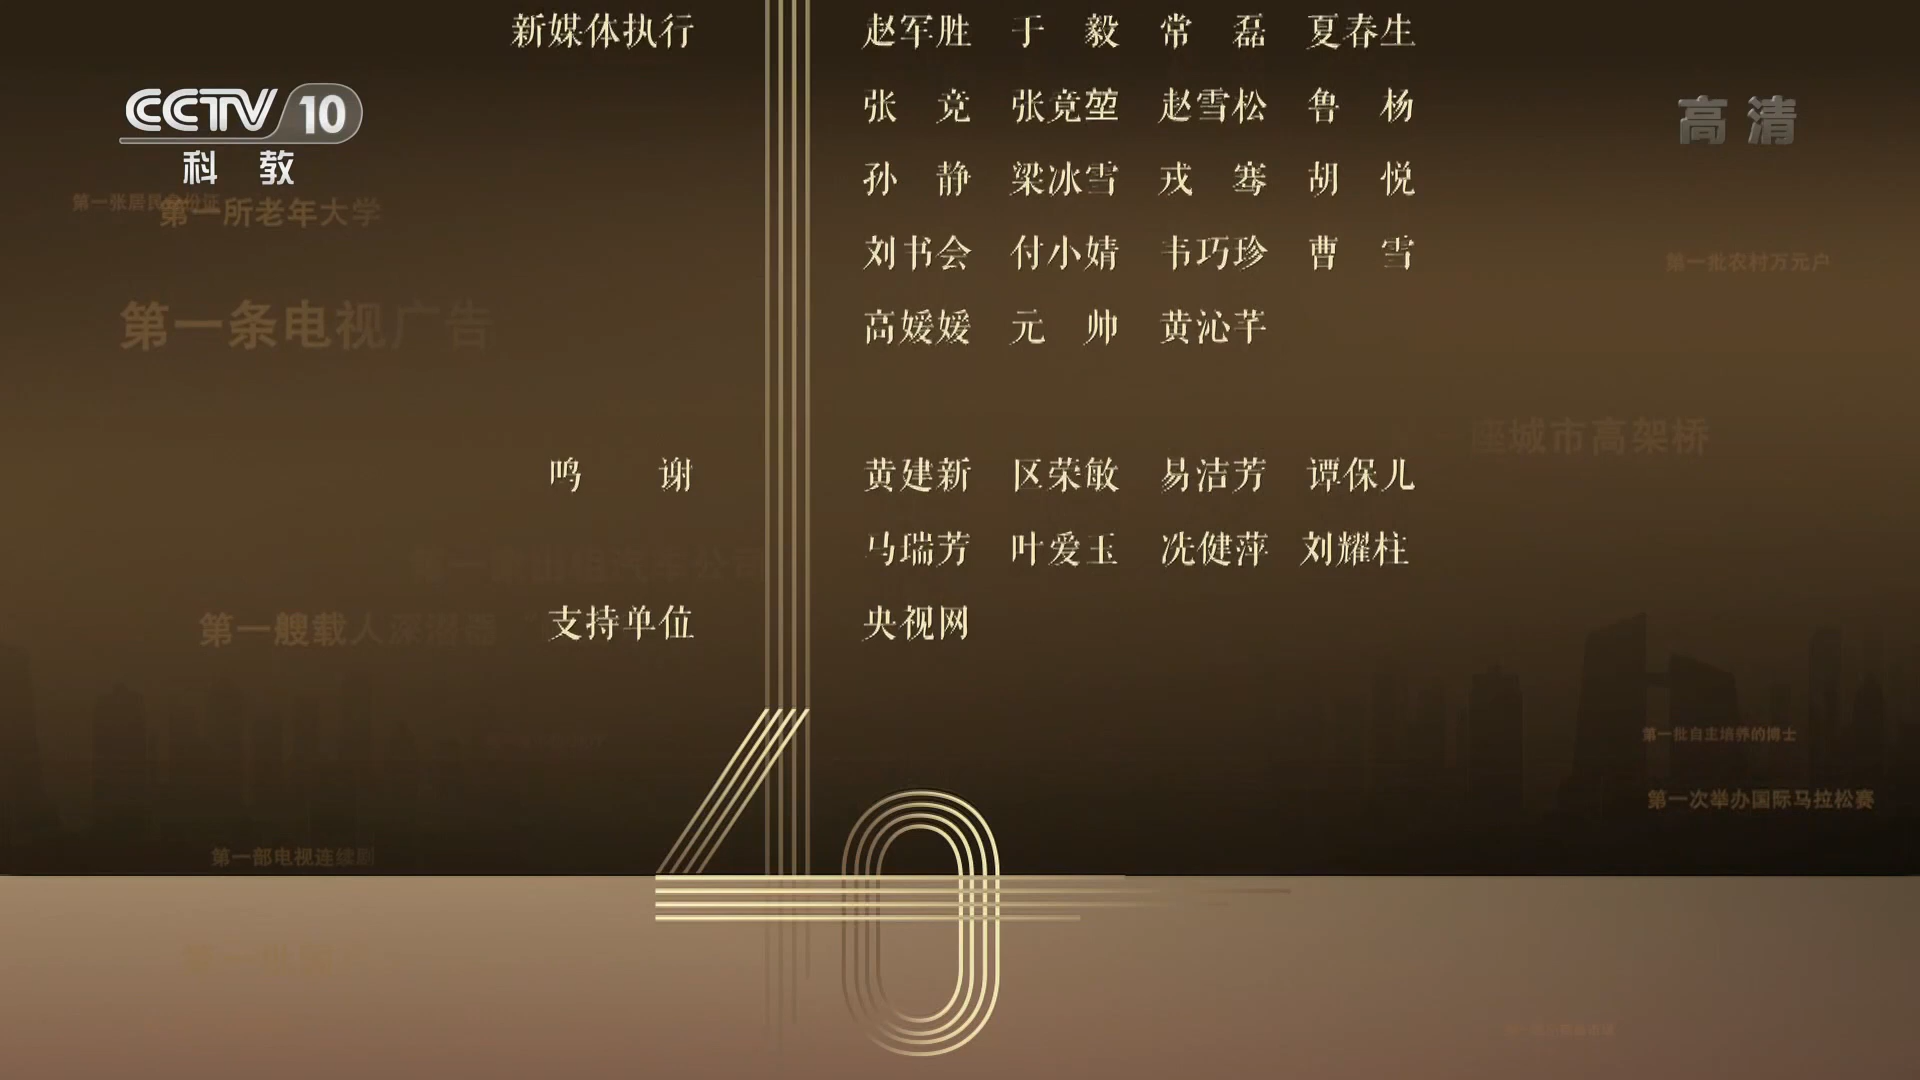 新媒体执行 赵军胜 于 毅 常 磊 夏春生
CCTV 10
科 教
高清
张 竞 张竟堃 赵雪松 鲁 杨
孙 静 梁冰雪 戎 骞 胡 悦
第一所老年大学
刘书会 付小婧 韦巧珍 曹 雪
第一批农村万元户
第一条电视广告
高媛媛 元 帅 黄沁芊
座城市高架桥
鸣 谢 黄建新 区荣敏 易洁芳 谭保儿
马瑞芳 叶爱玉 冼健萍 刘耀柱
第一艘载人深潜器
支持单位 央视网
第一批自主培养的博士
第一次举办国际马拉松赛
第一部电视连续剧
40